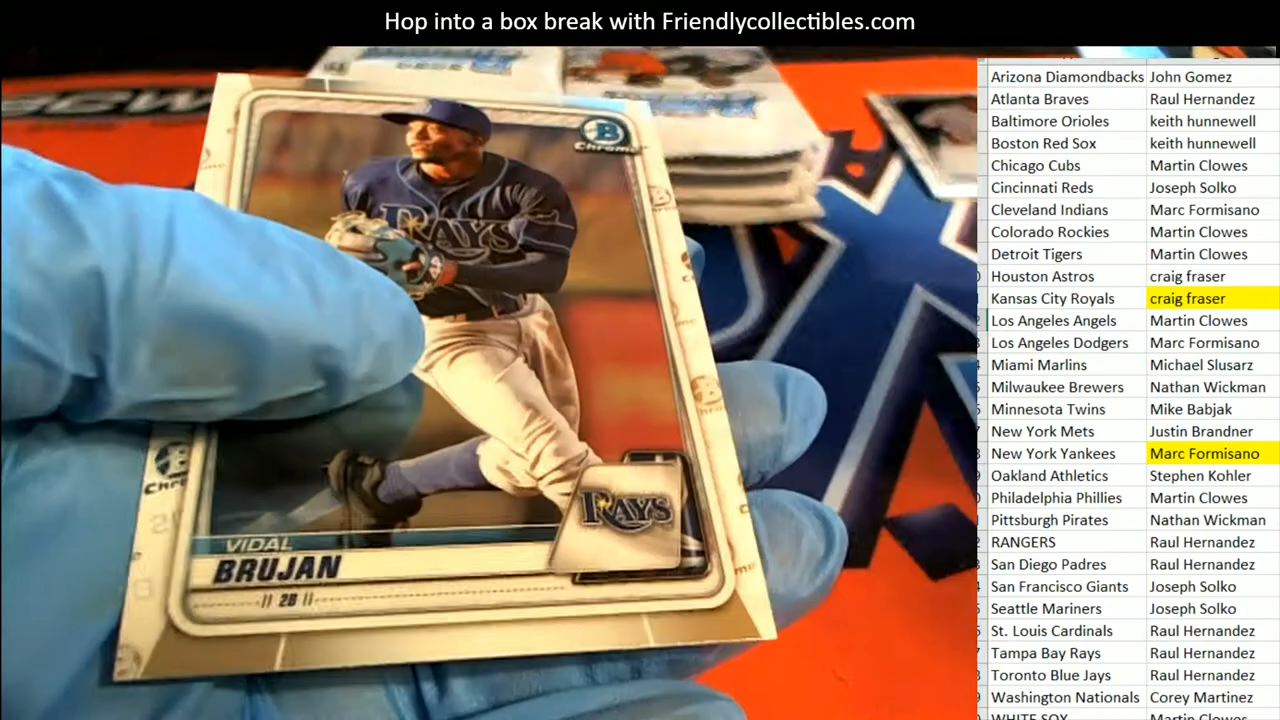 Hop into a box break with Friendlycollectibles.com
B
Chrome
RAYS
RAYS
VIDAL
BRUJAN
2B
Arizona Diamondbacks John Gomez
Atlanta Braves Raul Hernandez
Baltimore Orioles keith hunnewell
Boston Red Sox keith hunnewell
Chicago Cubs Martin Clowes
Cincinnati Reds Joseph Solko
Cleveland Indians Marc Formisano
Colorado Rockies Martin Clowes
Detroit Tigers Martin Clowes
Houston Astros craig fraser
Kansas City Royals craig fraser
Los Angeles Angels Martin Clowes
Los Angeles Dodgers Marc Formisano
Miami Marlins Michael Slusarz
Milwaukee Brewers Nathan Wickman
Minnesota Twins Mike Babjak
New York Mets Justin Brandner
New York Yankees Marc Formisano
Oakland Athletics Stephen Kohler
Philadelphia Phillies Martin Clowes
Pittsburgh Pirates Nathan Wickman
RANGERS Raul Hernandez
San Diego Padres Raul Hernandez
San Francisco Giants Joseph Solko
Seattle Mariners Joseph Solko
St. Louis Cardinals Raul Hernandez
Tampa Bay Rays Raul Hernandez
Toronto Blue Jays Raul Hernandez
Washington Nationals Corey Martinez
WHITE SOX Martin Clowes